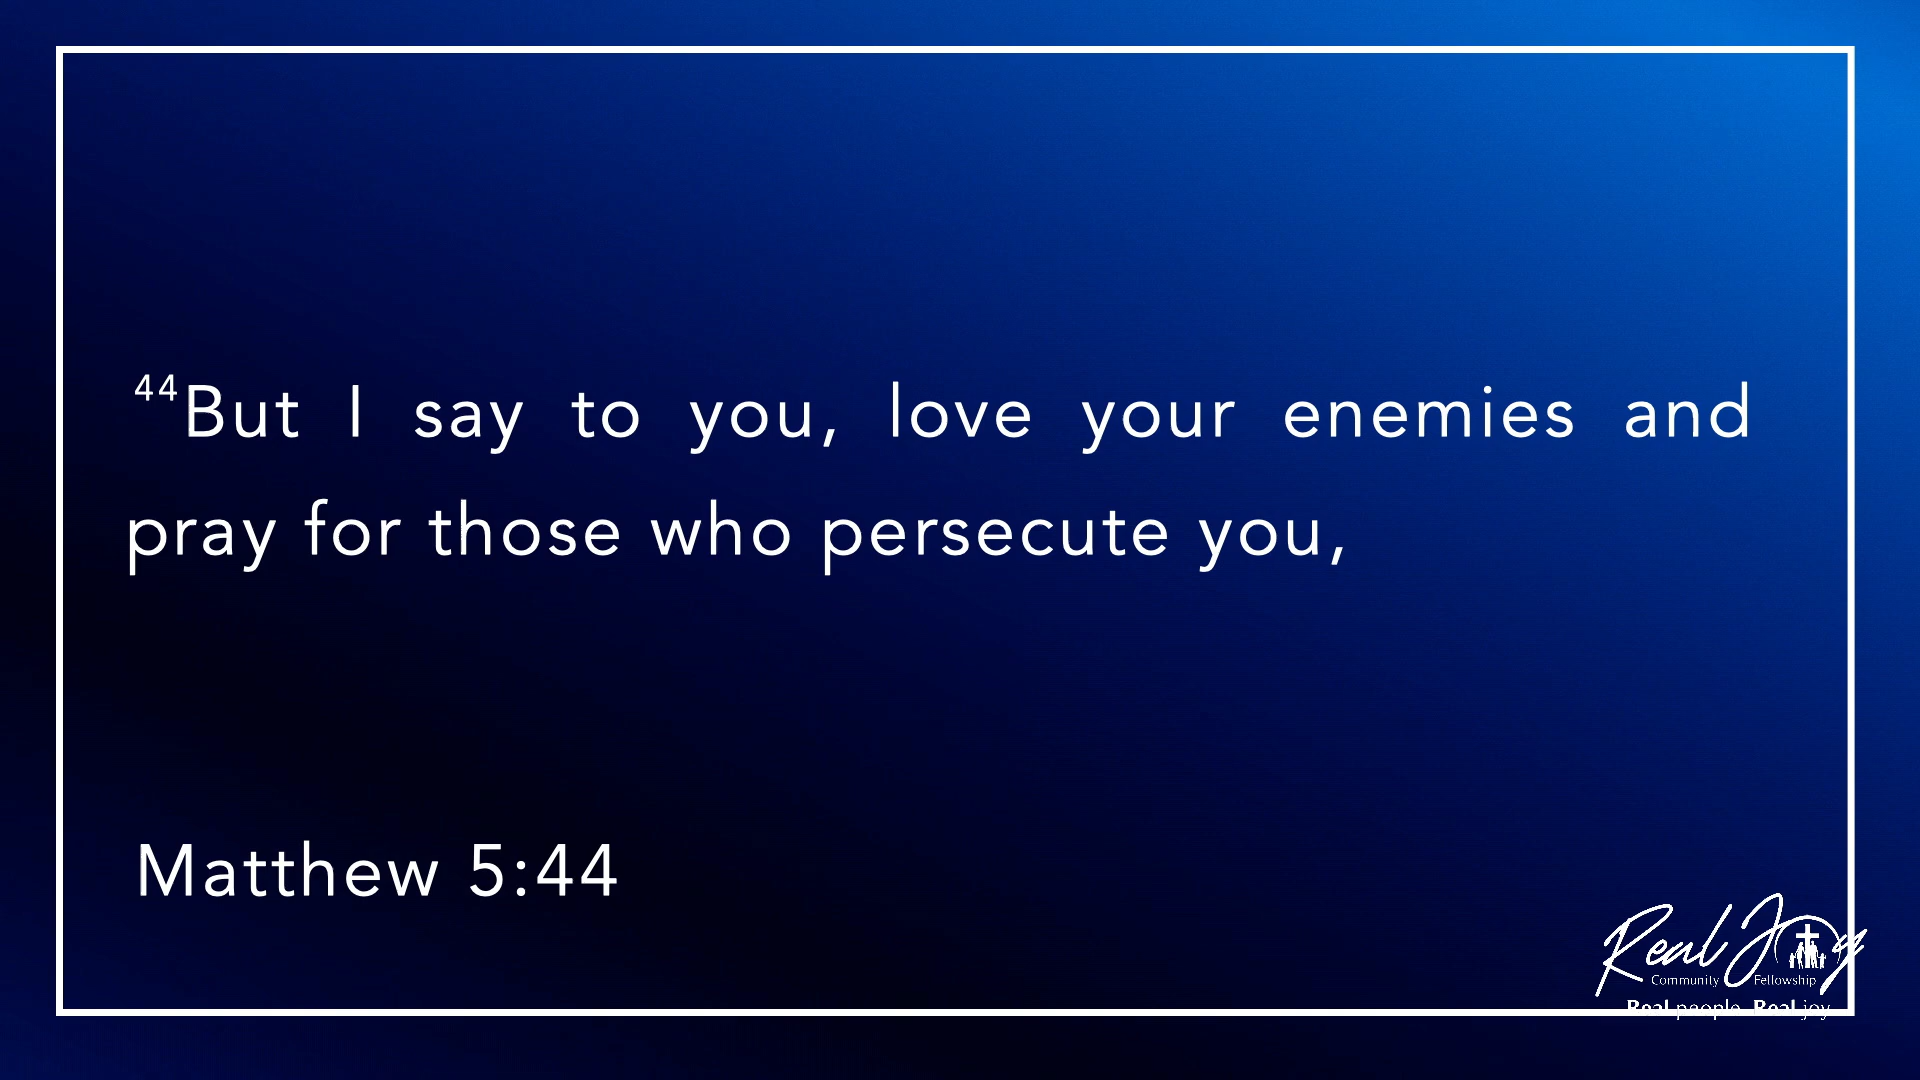 ⁴⁴But I say to you, love your enemies and
pray for those who persecute you,
Matthew 5:44
Real Joy
Community Fellowship
Real people. Real joy